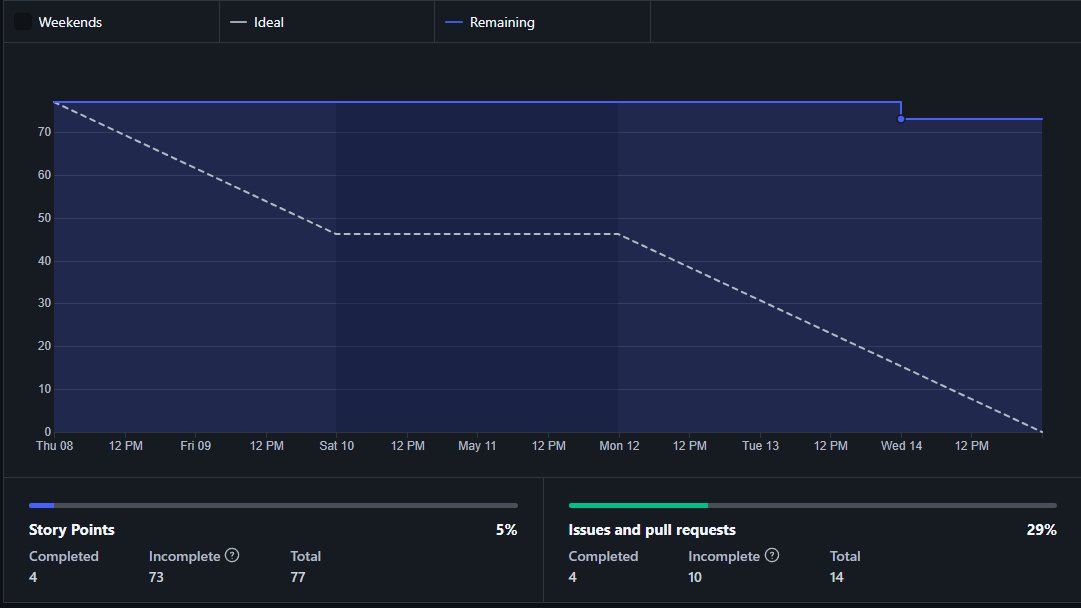 Weekends Ideal Remaining
70
60
50
40
30
20
10
0
Thu 08 12 PM Fri 09 12 PM Sat 10 12 PM May 11 12 PM Mon 12 12 PM Tue 13 12 PM Wed 14 12 PM
Story Points 5%
Completed Incomplete ? Total
4 73 77
Issues and pull requests 29%
Completed Incomplete ? Total
4 10 14